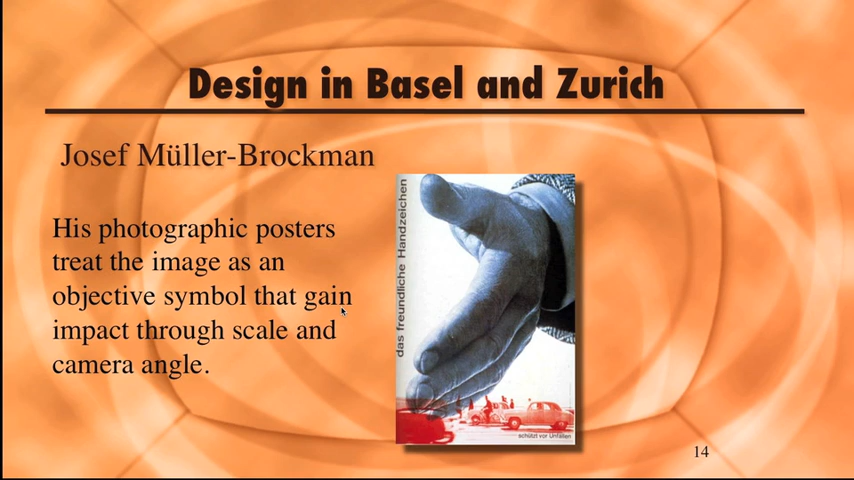 Design in Basel and Zurich
Josef Müller-Brockman
His photographic posters
treat the image as an
objective symbol that gain
impact through scale and
camera angle.
das freundliche Handzeichen
schützt vor Unfällen
14